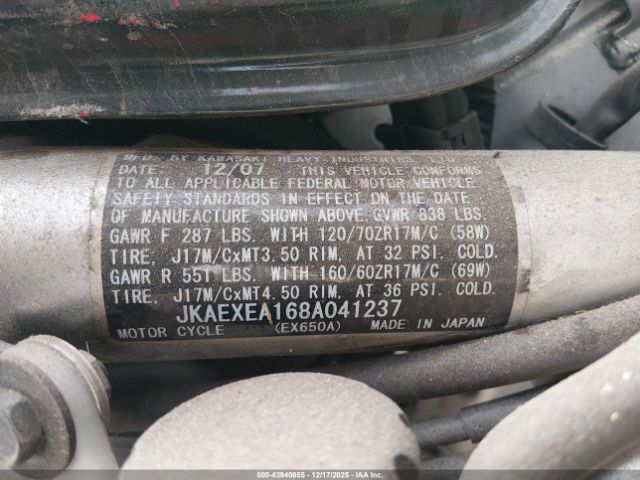 MFD. BY KAWASAKI HEAVY INDUSTRIES, LTD.
DATE: 12/07 THIS VEHICLE CONFORMS
TO ALL APPLICABLE FEDERAL MOTOR VEHICLE
SAFETY STANDARDS IN EFFECT ON THE DATE
OF MANUFACTURE SHOWN ABOVE. GVWR 838 LBS.
GAWR F 287 LBS. WITH 120/70ZR17M/C (58W)
TIRE, J17M/CxMT3.50 RIM, AT 32 PSI. COLD.
GAWR R 551 LBS. WITH 160/60ZR17M/C (69W)
TIRE, J17M/CxMT4.50 RIM, AT 36 PSI. COLD.
JKAEXEA168A041237
MOTOR CYCLE (EX650A) MADE IN JAPAN
000-43940655 - 12/17/2025 - IAAI.COM